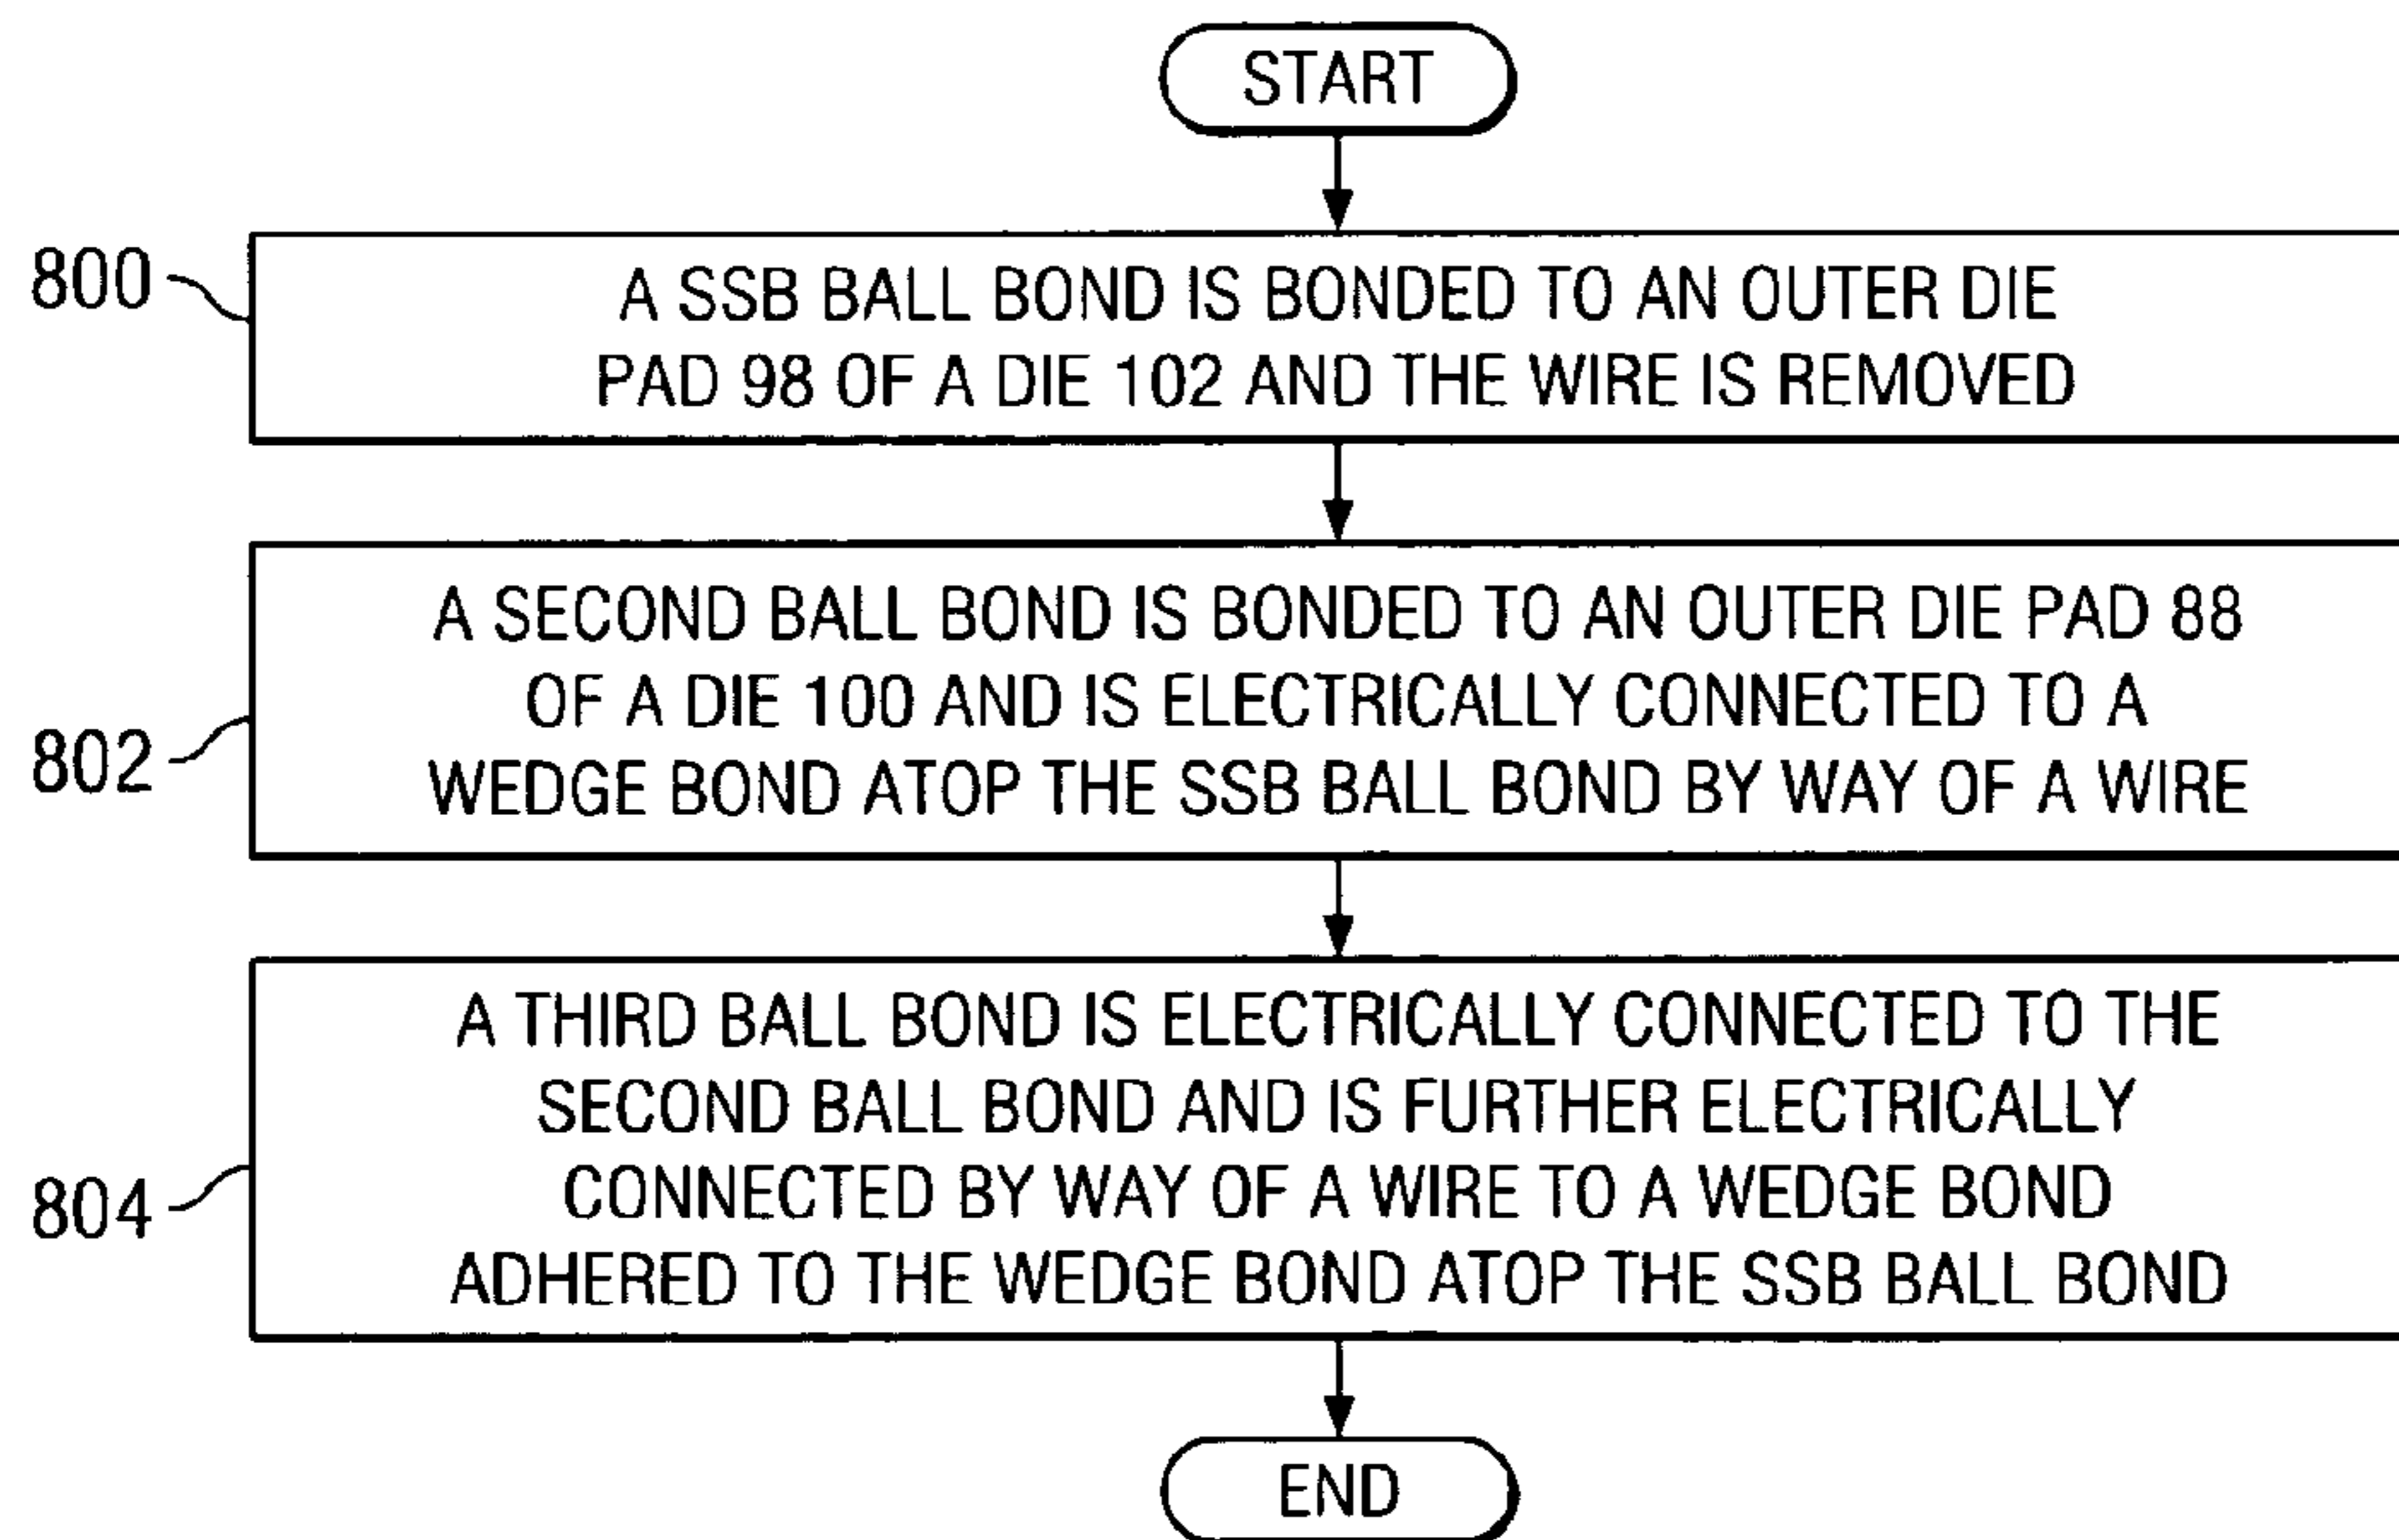 START
800
A SSB BALL BOND IS BONDED TO AN OUTER DIE
PAD 98 OF A DIE 102 AND THE WIRE IS REMOVED
802
A SECOND BALL BOND IS BONDED TO AN OUTER DIE PAD 88
OF A DIE 100 AND IS ELECTRICALLY CONNECTED TO A
WEDGE BOND ATOP THE SSB BALL BOND BY WAY OF A WIRE
804
A THIRD BALL BOND IS ELECTRICALLY CONNECTED TO THE
SECOND BALL BOND AND IS FURTHER ELECTRICALLY
CONNECTED BY WAY OF A WIRE TO A WEDGE BOND
ADHERED TO THE WEDGE BOND ATOP THE SSB BALL BOND
END